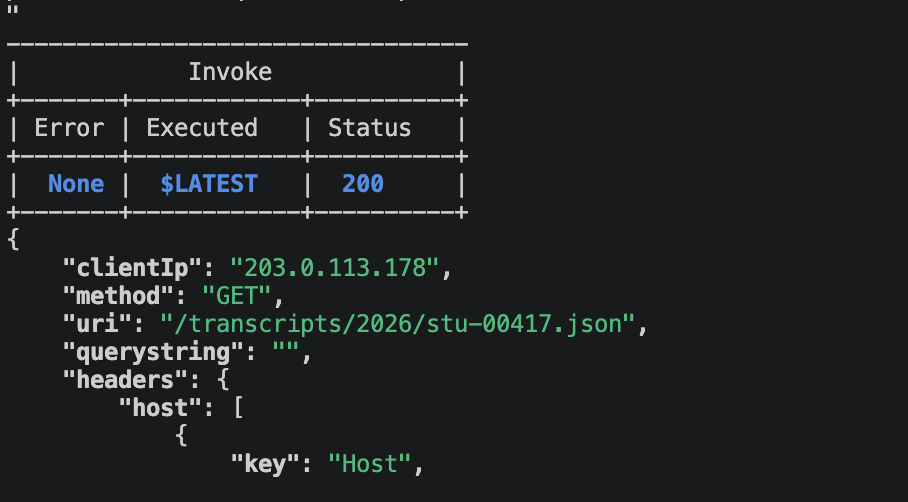 "
----------------------------------
|             Invoke              |
+-------+------------+----------+
| Error | Executed   | Status   |
+-------+------------+----------+
|  None |  $LATEST   |  200     |
+-------+------------+----------+
{
    "clientIp": "203.0.113.178",
    "method": "GET",
    "uri": "/transcripts/2026/stu-00417.json",
    "querystring": "",
    "headers": {
        "host": [
            {
                "key": "Host",